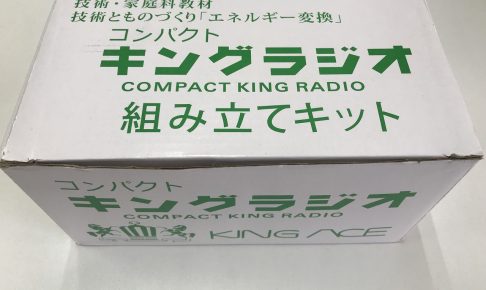 技術・家庭科教材
技術とものづくり「エネルギー変換」
コンパクト
キングラジオ
COMPACT KING RADIO
組み立てキット
コンパクト
キングラジオ
COMPACT KING RADIO
KING ACE